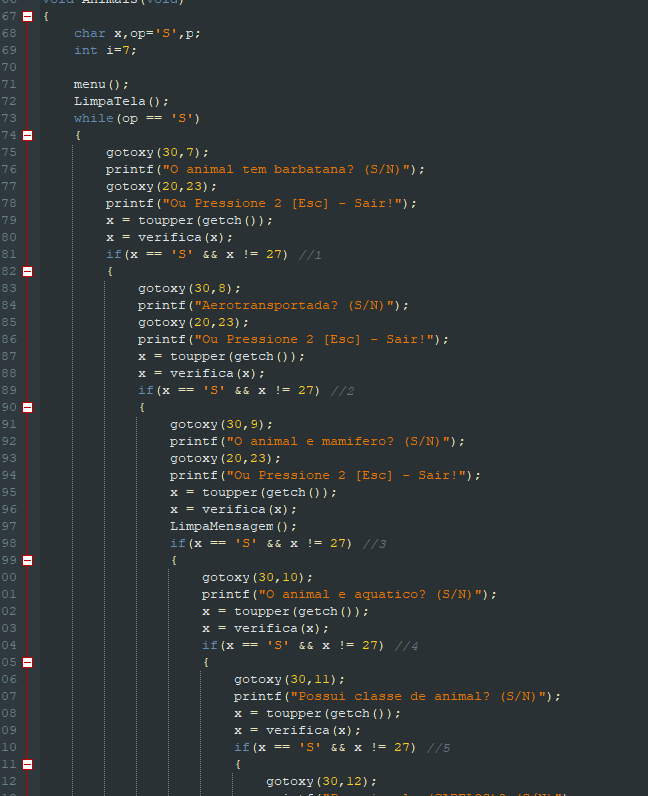 void Animals(void)
67 {
68 char x,op='S',p;
69 int i=7;
70
71 menu();
72 LimpaTela();
73 while(op == 'S')
74 {
75 gotoxy(30,7);
76 printf("O animal tem barbatana? (S/N)");
77 gotoxy(20,23);
78 printf("Ou Pressione 2 [Esc] - Sair!");
79 x = toupper(getch());
80 x = verifica(x);
81 if(x == 'S' && x != 27) //1
82 {
83 gotoxy(30,8);
84 printf("Aerotransportada? (S/N)");
85 gotoxy(20,23);
86 printf("Ou Pressione 2 [Esc] - Sair!");
87 x = toupper(getch());
88 x = verifica(x);
89 if(x == 'S' && x != 27) //2
90 {
91 gotoxy(30,9);
92 printf("O animal e mamifero? (S/N)");
93 gotoxy(20,23);
94 printf("Ou Pressione 2 [Esc] - Sair!");
95 x = toupper(getch());
96 x = verifica(x);
97 LimpaMensagem();
98 if(x == 'S' && x != 27) //3
99 {
00 gotoxy(30,10);
01 printf("O animal e aquatico? (S/N)");
02 x = toupper(getch());
03 x = verifica(x);
04 if(x == 'S' && x != 27) //4
05 {
06 gotoxy(30,11);
07 printf("Possui classe de animal? (S/N)");
08 x = toupper(getch());
09 x = verifica(x);
10 if(x == 'S' && x != 27) //5
11 {
12 gotoxy(30,12);